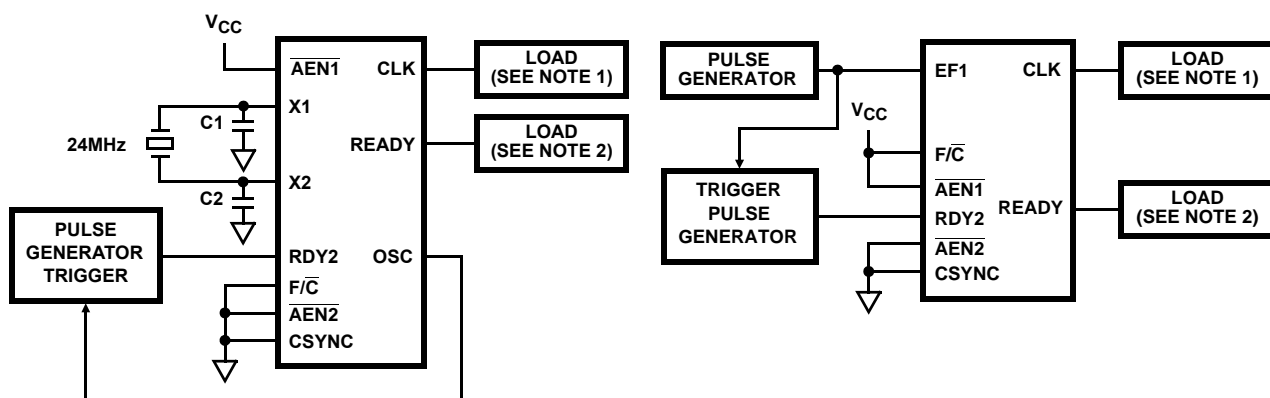 VCC
AEN1
CLK
LOAD
(SEE NOTE 1)
X1
C1
24MHz
READY
LOAD
(SEE NOTE 2)
X2
C2
PULSE
GENERATOR
TRIGGER
RDY2
OSC
F/C
AEN2
CSYNC
PULSE
GENERATOR
EF1
CLK
LOAD
(SEE NOTE 1)
VCC
F/C
AEN1
TRIGGER
PULSE
GENERATOR
RDY2
READY
LOAD
(SEE NOTE 2)
AEN2
CSYNC